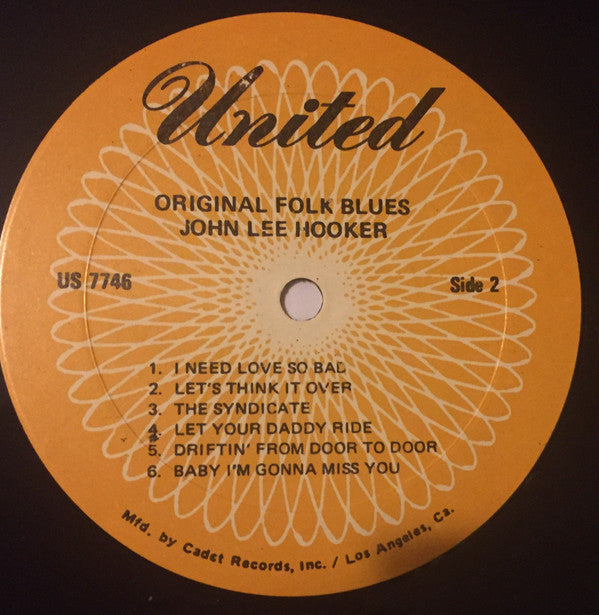 United
ORIGINAL FOLK BLUES
JOHN LEE HOOKER
US 7746
Side 2
1. I NEED LOVE SO BAD
2. LET'S THINK IT OVER
3. THE SYNDICATE
4. LET YOUR DADDY RIDE
5. DRIFTIN' FROM DOOR TO DOOR
6. BABY I'M GONNA MISS YOU
Mfd. by Cadet Records, Inc. / Los Angeles, Ca.